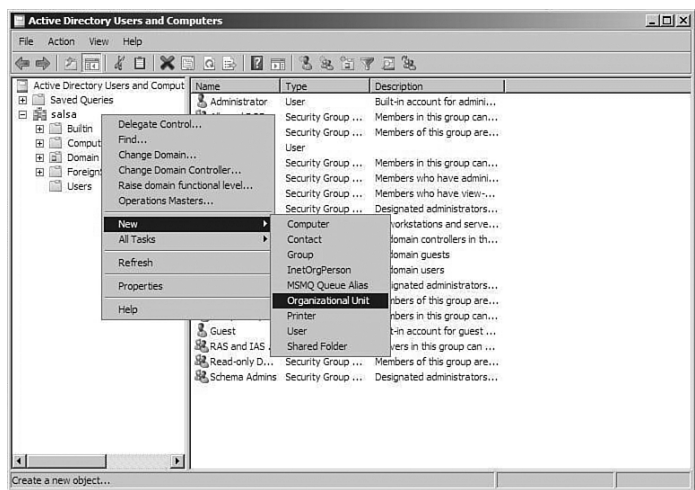 Active Directory Users and Computers
File Action View Help
Active Directory Users and Comput
Saved Queries
salsa
Builtin
Comput
Domain
Foreign
Users
Name Type Description
Administrator User Built-in account for admini...
Security Group ... Members in this group can...
Security Group ... Members of this group are...
User
Security Group ... Members in this group can...
Security Group ... Members who have admini...
Security Group ... Members who have view-...
Security Group ... Designated administrators...
workstations and serve...
domain controllers in th...
domain guests
domain users
ignated administrators...
nbers of this group are...
nbers in this group can...
Guest t-in account for guest ...
RAS and IAS . vers in this group can ...
Read-only D... Security Group ... Members of this group are...
Schema Admins Security Group ... Designated administrators...
Delegate Control...
Find...
Change Domain...
Change Domain Controller...
Raise domain functional level...
Operations Masters...
New
All Tasks
Refresh
Properties
Help
Computer
Contact
Group
InetOrgPerson
MSMQ Queue Alias
Organizational Unit
Printer
User
Shared Folder
Create a new object...